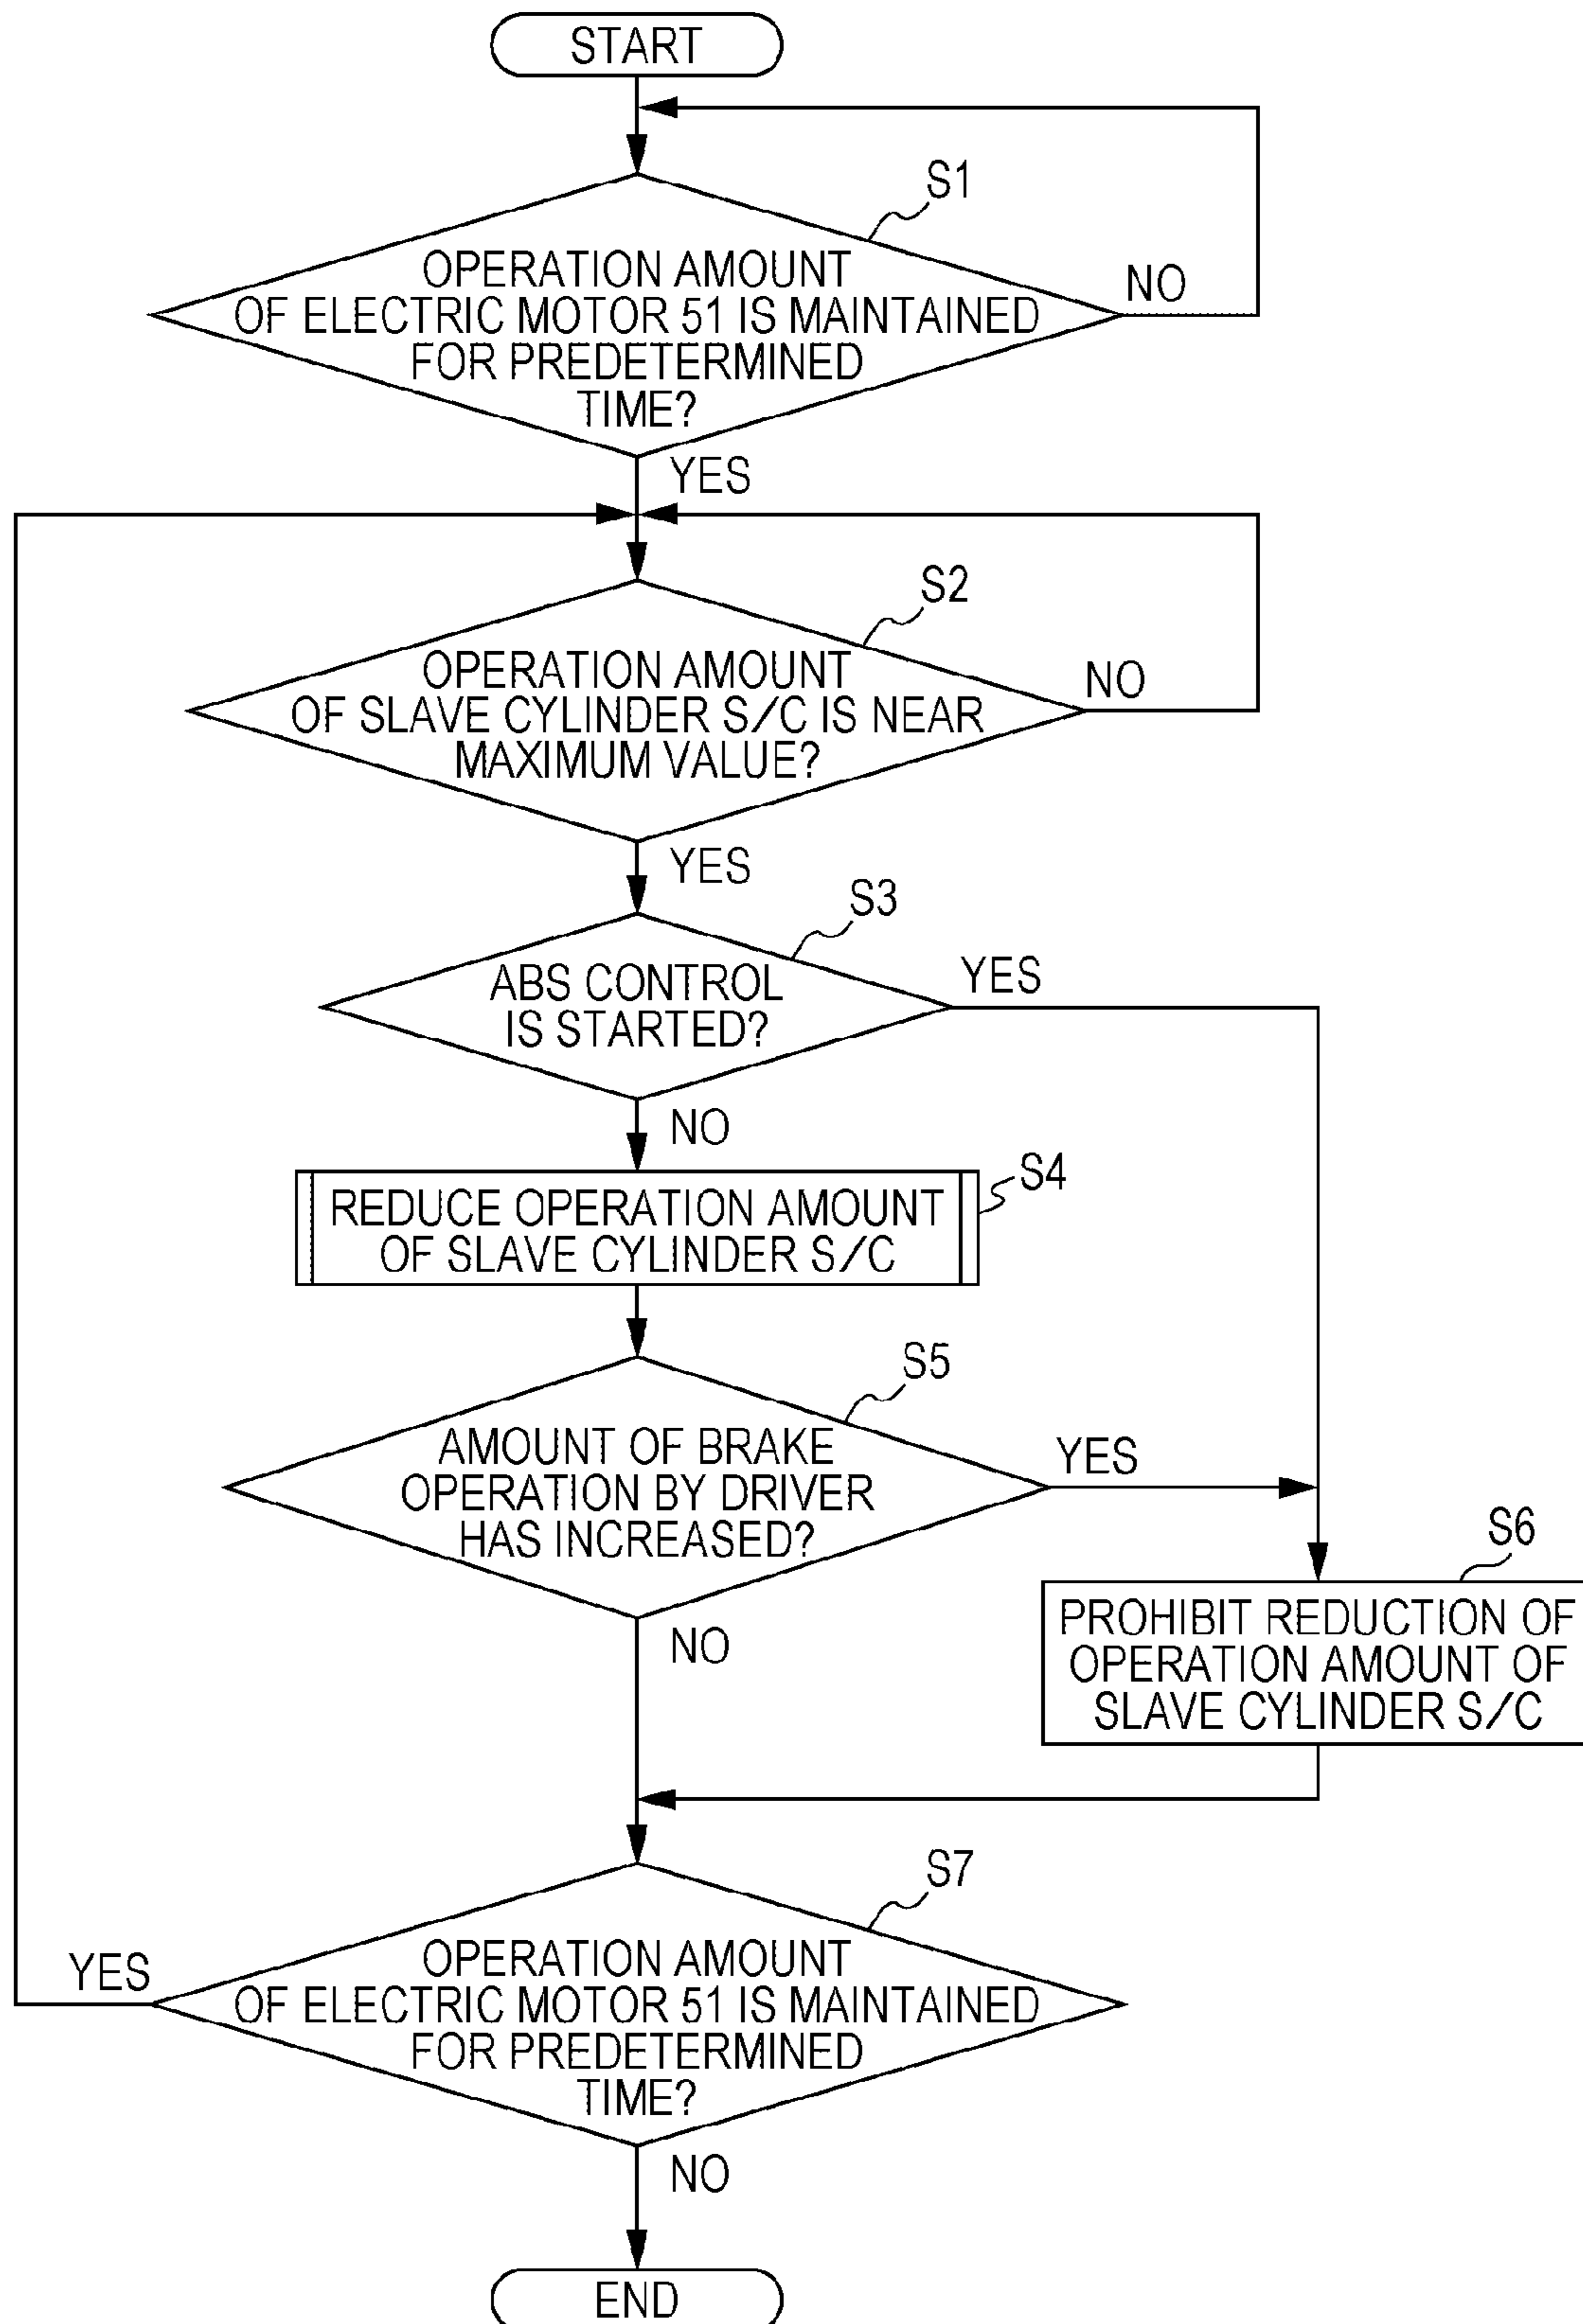 START
S1
OPERATION AMOUNT
OF ELECTRIC MOTOR 51 IS MAINTAINED
FOR PREDETERMINED
TIME?
NO
YES
S2
OPERATION AMOUNT
OF SLAVE CYLINDER S/C IS NEAR
MAXIMUM VALUE?
NO
YES
S3
ABS CONTROL
IS STARTED?
YES
NO
S4
REDUCE OPERATION AMOUNT
OF SLAVE CYLINDER S/C
S5
AMOUNT OF BRAKE
OPERATION BY DRIVER
HAS INCREASED?
YES
NO
S6
PROHIBIT REDUCTION OF
OPERATION AMOUNT OF
SLAVE CYLINDER S/C
S7
OPERATION AMOUNT
OF ELECTRIC MOTOR 51 IS MAINTAINED
FOR PREDETERMINED
TIME?
YES
NO
END